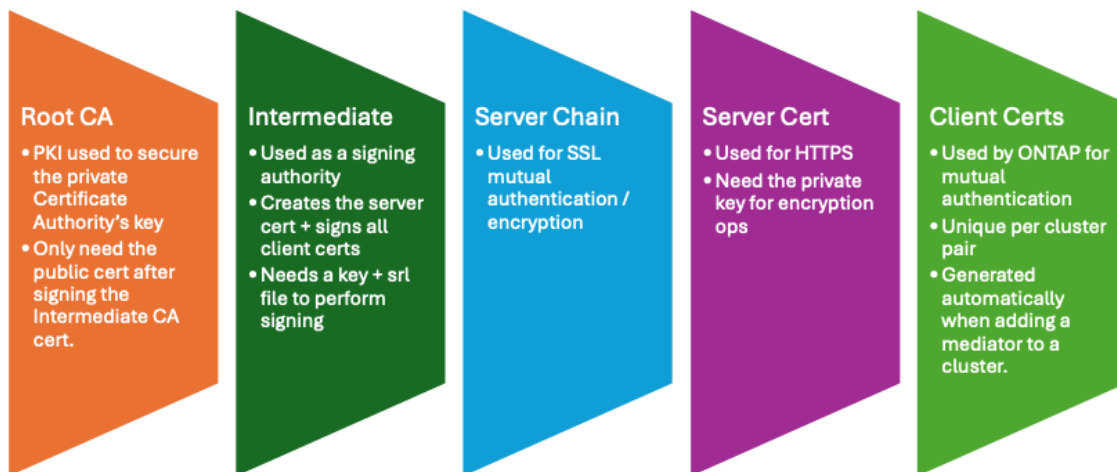 Root CA
• PKI used to secure
the private
Certificate
Authority's key
• Only need the
public cert after
signing the
Intermediate CA
cert.
Intermediate
• Used as a signing
authority
• Creates the server
cert + signs all
client certs
• Needs a key + srl
file to perform
signing
Server Chain
• Used for SSL
mutual
authentication /
encryption
Server Cert
• Used for HTTPS
• Need the private
key for encryption
ops
Client Certs
• Used by ONTAP for
mutual
authentication
• Unique per cluster
pair
• Generated
automatically
when adding a
mediator to a
cluster.